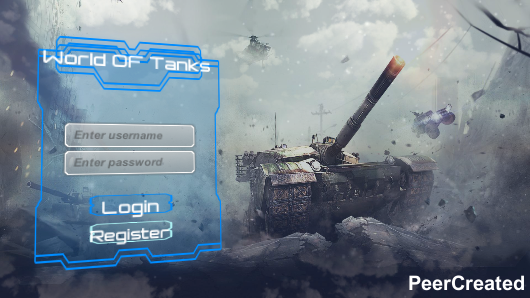 World Of Tanks
Enter username
Enter password
Login
Register
PeerCreated